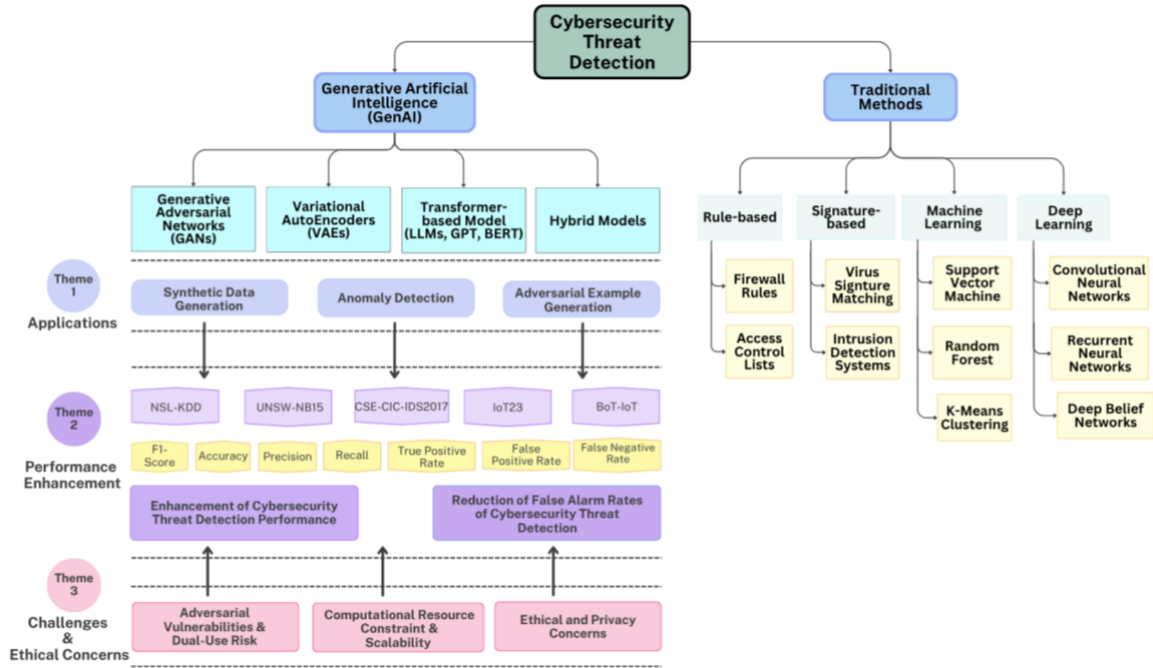 Cybersecurity
Threat
Detection
Generative Artificial
Intelligence
(GenAI)
Traditional
Methods
Generative
Adversarial
Networks
(GANs)
Variational
AutoEncoders
(VAEs)
Transformer-
based Model
(LLMs, GPT, BERT)
Hybrid Models
Rule-based
Signature-
based
Machine
Learning
Deep
Learning
Firewall
Rules
Access
Control
Lists
Virus
Signture
Matching
Intrusion
Detection
Systems
Support
Vector
Machine
Random
Forest
K-Means
Clustering
Convolutional
Neural
Networks
Recurrent
Neural
Networks
Deep Belief
Networks
Theme
1
Applications
Synthetic Data
Generation
Anomaly Detection
Adversarial Example
Generation
Theme
2
Performance
Enhancement
NSL-KDD
UNSW-NB15
CSE-CIC-IDS2017
IoT23
BoT-IoT
F1-
Score
Accuracy
Precision
Recall
True Positive
Rate
False
Positive Rate
False Negative
Rate
Enhancement of Cybersecurity
Threat Detection Performance
Reduction of False Alarm Rates
of Cybersecurity Threat
Detection
Theme
3
Challenges
&
Ethical Concerns
Adversarial
Vulnerabilities &
Dual-Use Risk
Computational Resource
Constraint &
Scalability
Ethical and Privacy
Concerns